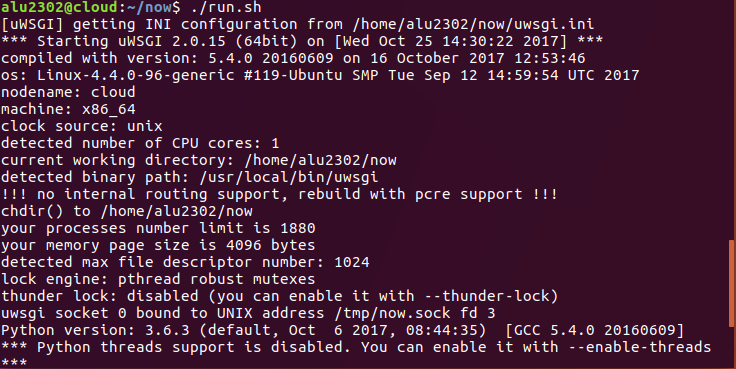 alu2302@cloud:~/now$ ./run.sh
[uWSGI] getting INI configuration from /home/alu2302/now/uwsgi.ini
*** Starting uWSGI 2.0.15 (64bit) on [Wed Oct 25 14:30:22 2017] ***
compiled with version: 5.4.0 20160609 on 16 October 2017 12:53:46
os: Linux-4.4.0-96-generic #119-Ubuntu SMP Tue Sep 12 14:59:54 UTC 2017
nodename: cloud
machine: x86_64
clock source: unix
detected number of CPU cores: 1
current working directory: /home/alu2302/now
detected binary path: /usr/local/bin/uwsgi
!!! no internal routing support, rebuild with pcre support !!!
chdir() to /home/alu2302/now
your processes number limit is 1880
your memory page size is 4096 bytes
detected max file descriptor number: 1024
lock engine: pthread robust mutexes
thunder lock: disabled (you can enable it with --thunder-lock)
uwsgi socket 0 bound to UNIX address /tmp/now.sock fd 3
Python version: 3.6.3 (default, Oct  6 2017, 08:44:35)  [GCC 5.4.0 20160609]
*** Python threads support is disabled. You can enable it with --enable-threads
***